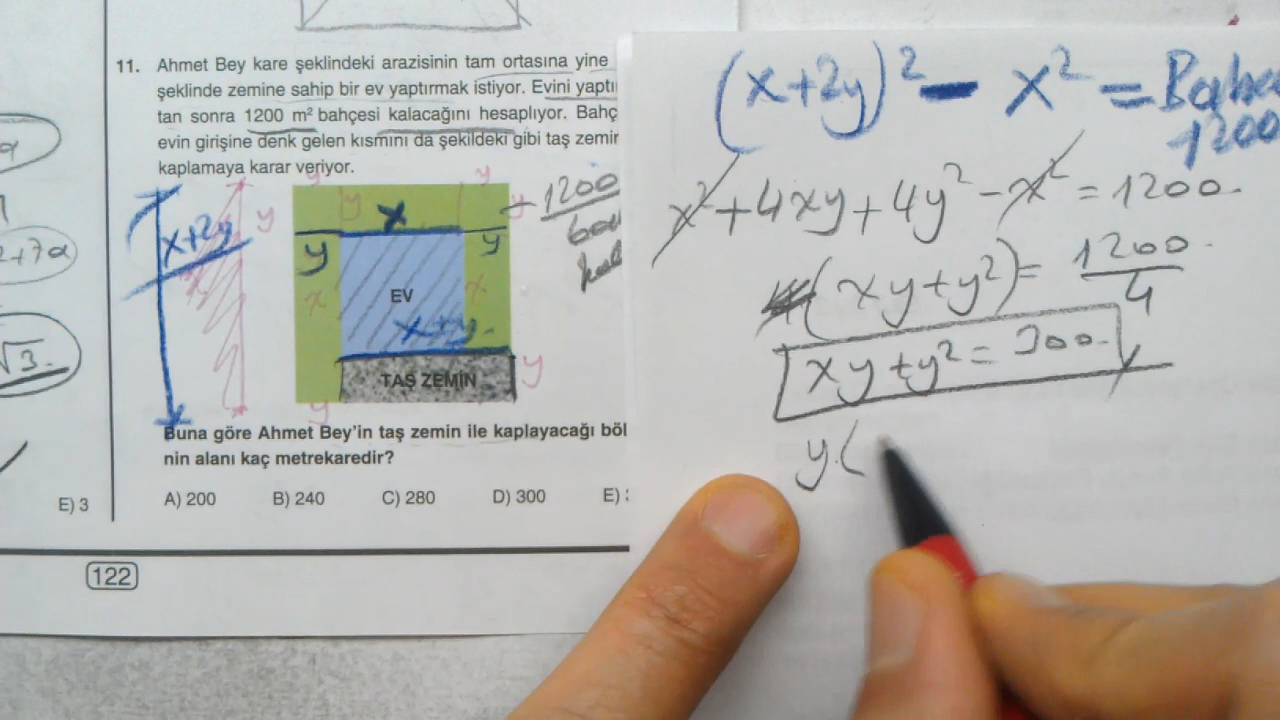 11. Ahmet Bey kare şeklindeki arazisinin tam ortasına yine
şeklinde zemine sahip bir ev yaptırmak istiyor. Evini yaptı
tan sonra 1200 m² bahçesi kalacağını hesaplıyor. Bahç
evin girişine denk gelen kısmını da şekildeki gibi taş zemin
kaplamaya karar veriyor.
x+2y
y
y
y
y
x
y
y
EV
x
x
x+y
TAŞ ZEMİN
y
y
1200
Buna göre Ahmet Bey'in taş zemin ile kaplayacağı böl
nin alanı kaç metrekaredir?
A) 200 B) 240 C) 280 D) 300 E)
E) 3
122
2+7α
√3.
(x+2y)² - x² =
1200
x²+4xy+4y²-x² = 1200.
4(xy+y²) = 1200
4
xy+y² = 300.
y.(